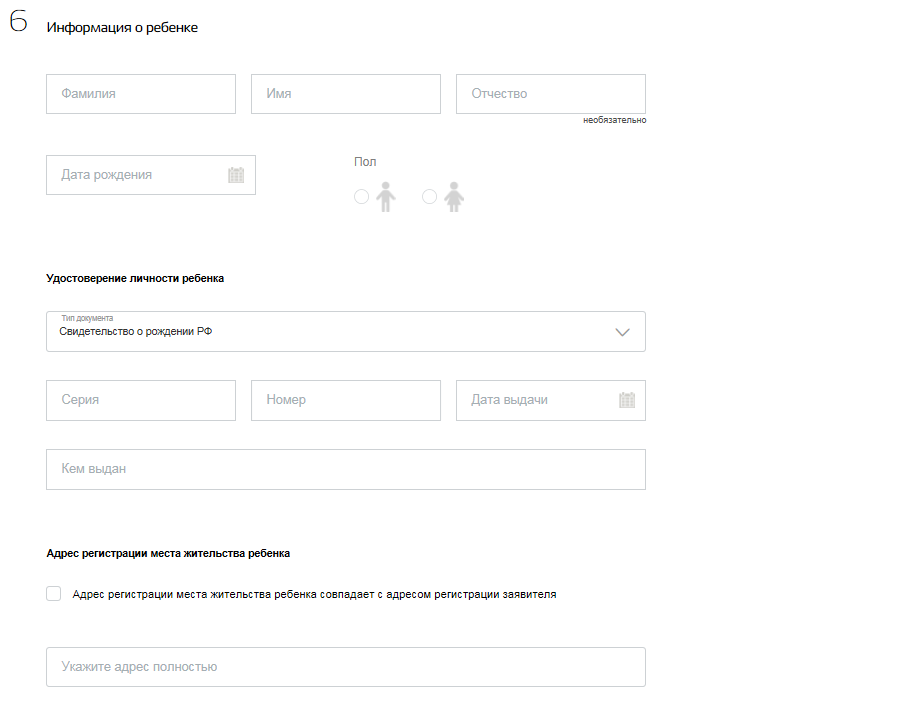 6 Информация о ребенке
Фамилия Имя Отчество
необязательно
Дата рождения
Пол
Удостоверение личности ребенка
Тип документа
Свидетельство о рождении РФ
Серия Номер Дата выдачи
Кем выдан
Адрес регистрации места жительства ребенка
Адрес регистрации места жительства ребенка совпадает с адресом регистрации заявителя
Укажите адрес полностью